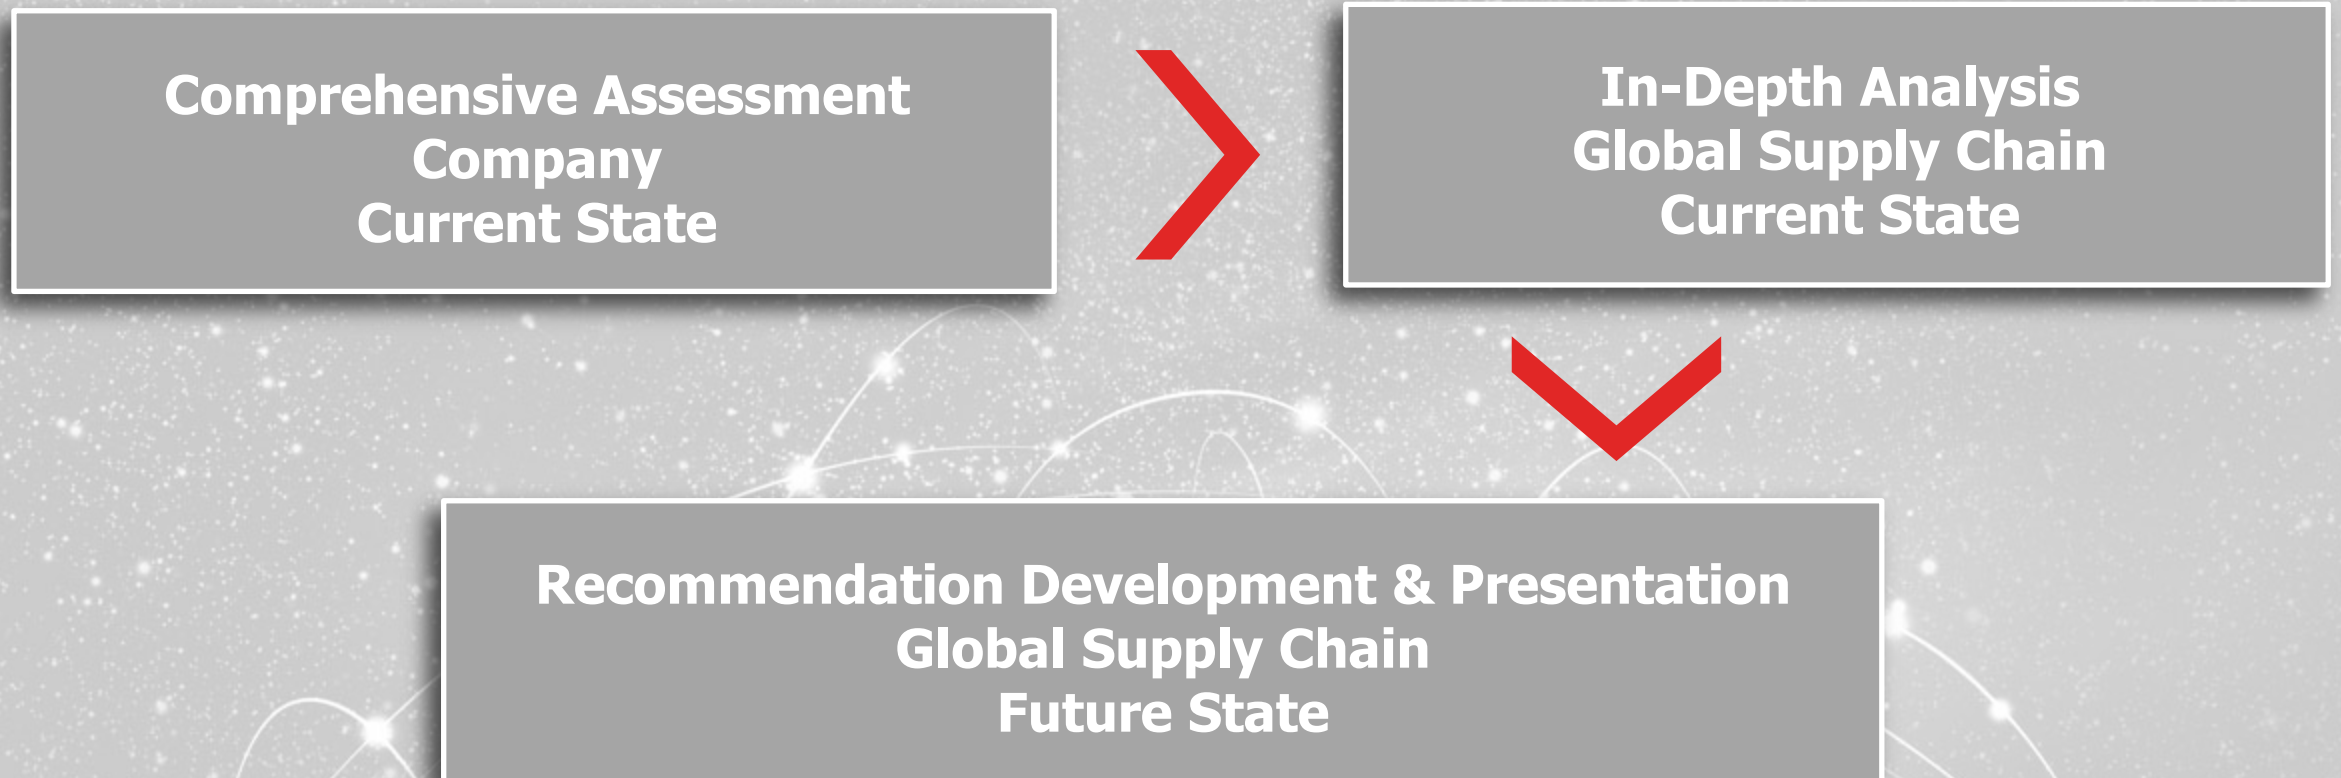 Comprehensive Assessment
Company
Current State
In-Depth Analysis
Global Supply Chain
Current State
Recommendation Development & Presentation
Global Supply Chain
Future State